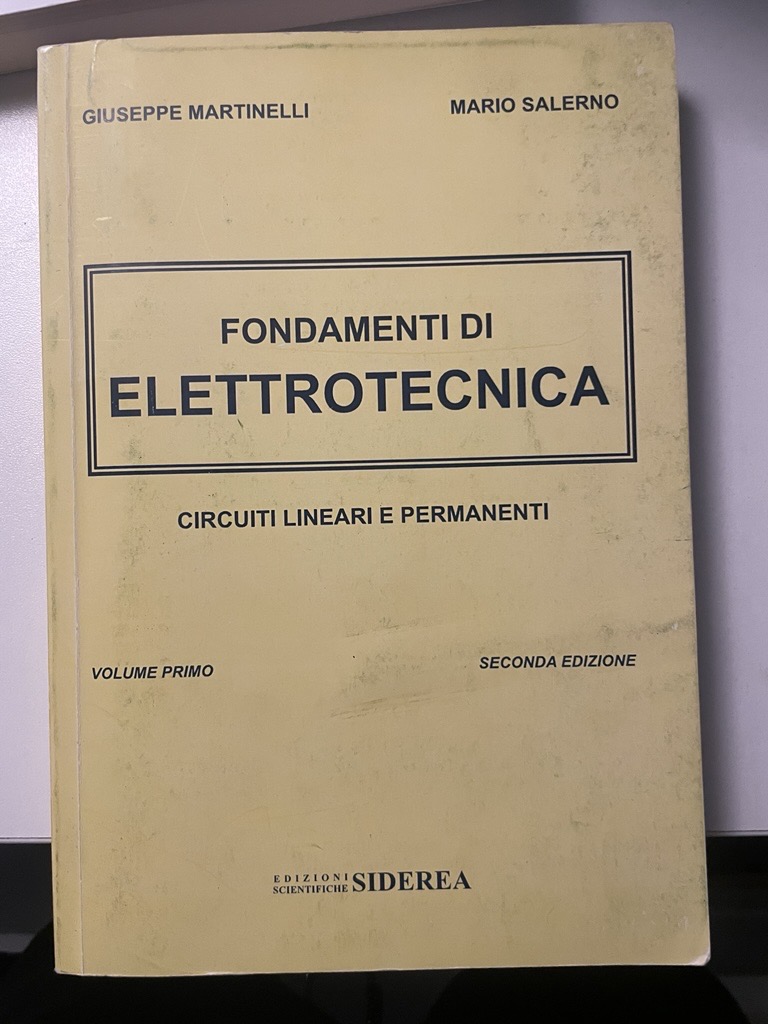 GIUSEPPE MARTINELLI
MARIO SALERNO
FONDAMENTI DI
ELETTROTECNICA
CIRCUITI LINEARI E PERMANENTI
VOLUME PRIMO
SECONDA EDIZIONE
EDIZIONI
SCIENTIFICHE SIDEREA